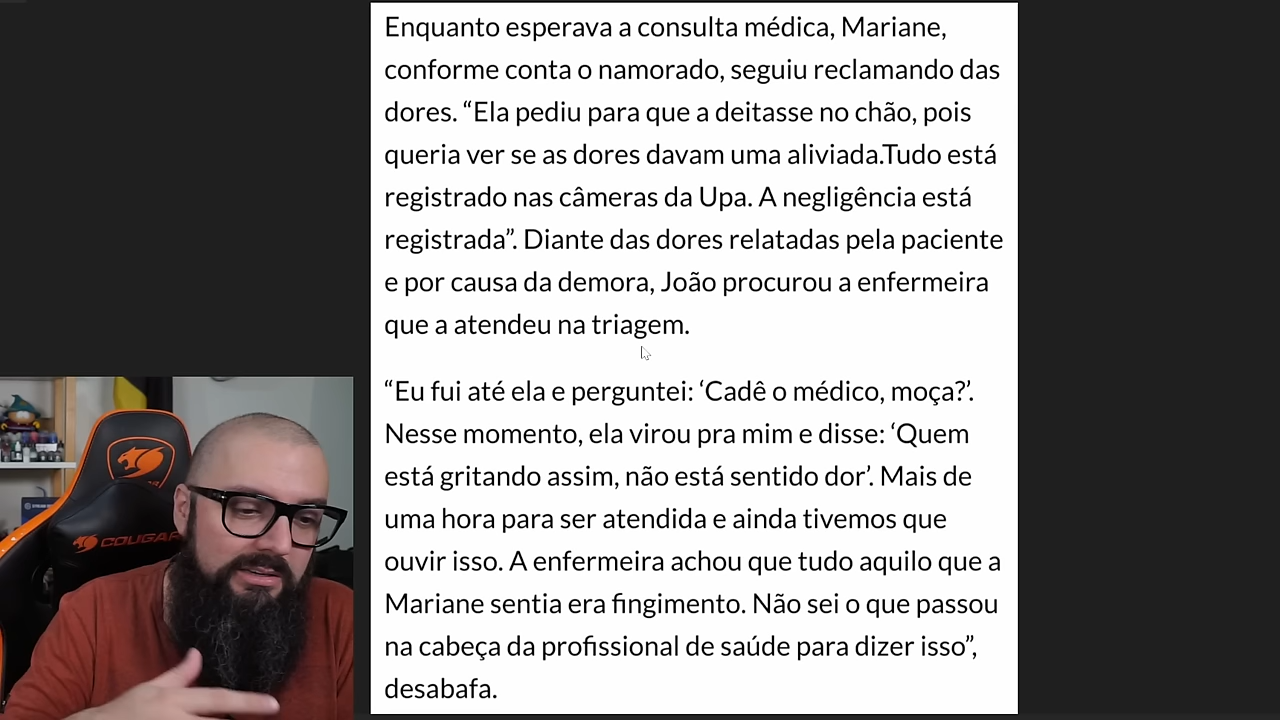 Enquanto esperava a consulta médica, Mariane,
conforme conta o namorado, seguiu reclamando das
dores. “Ela pediu para que a deitasse no chão, pois
queria ver se as dores davam uma aliviada.Tudo está
registrado nas câmeras da Upa. A negligência está
registrada”. Diante das dores relatadas pela paciente
e por causa da demora, João procurou a enfermeira
que a atendeu na triagem.
“Eu fui até ela e perguntei: ‘Cadê o médico, moça?’.
Nesse momento, ela virou pra mim e disse: ‘Quem
está gritando assim, não está sentido dor’. Mais de
uma hora para ser atendida e ainda tivemos que
ouvir isso. A enfermeira achou que tudo aquilo que a
Mariane sentia era fingimento. Não sei o que passou
na cabeça da profissional de saúde para dizer isso”,
desabafa.
COUGAR